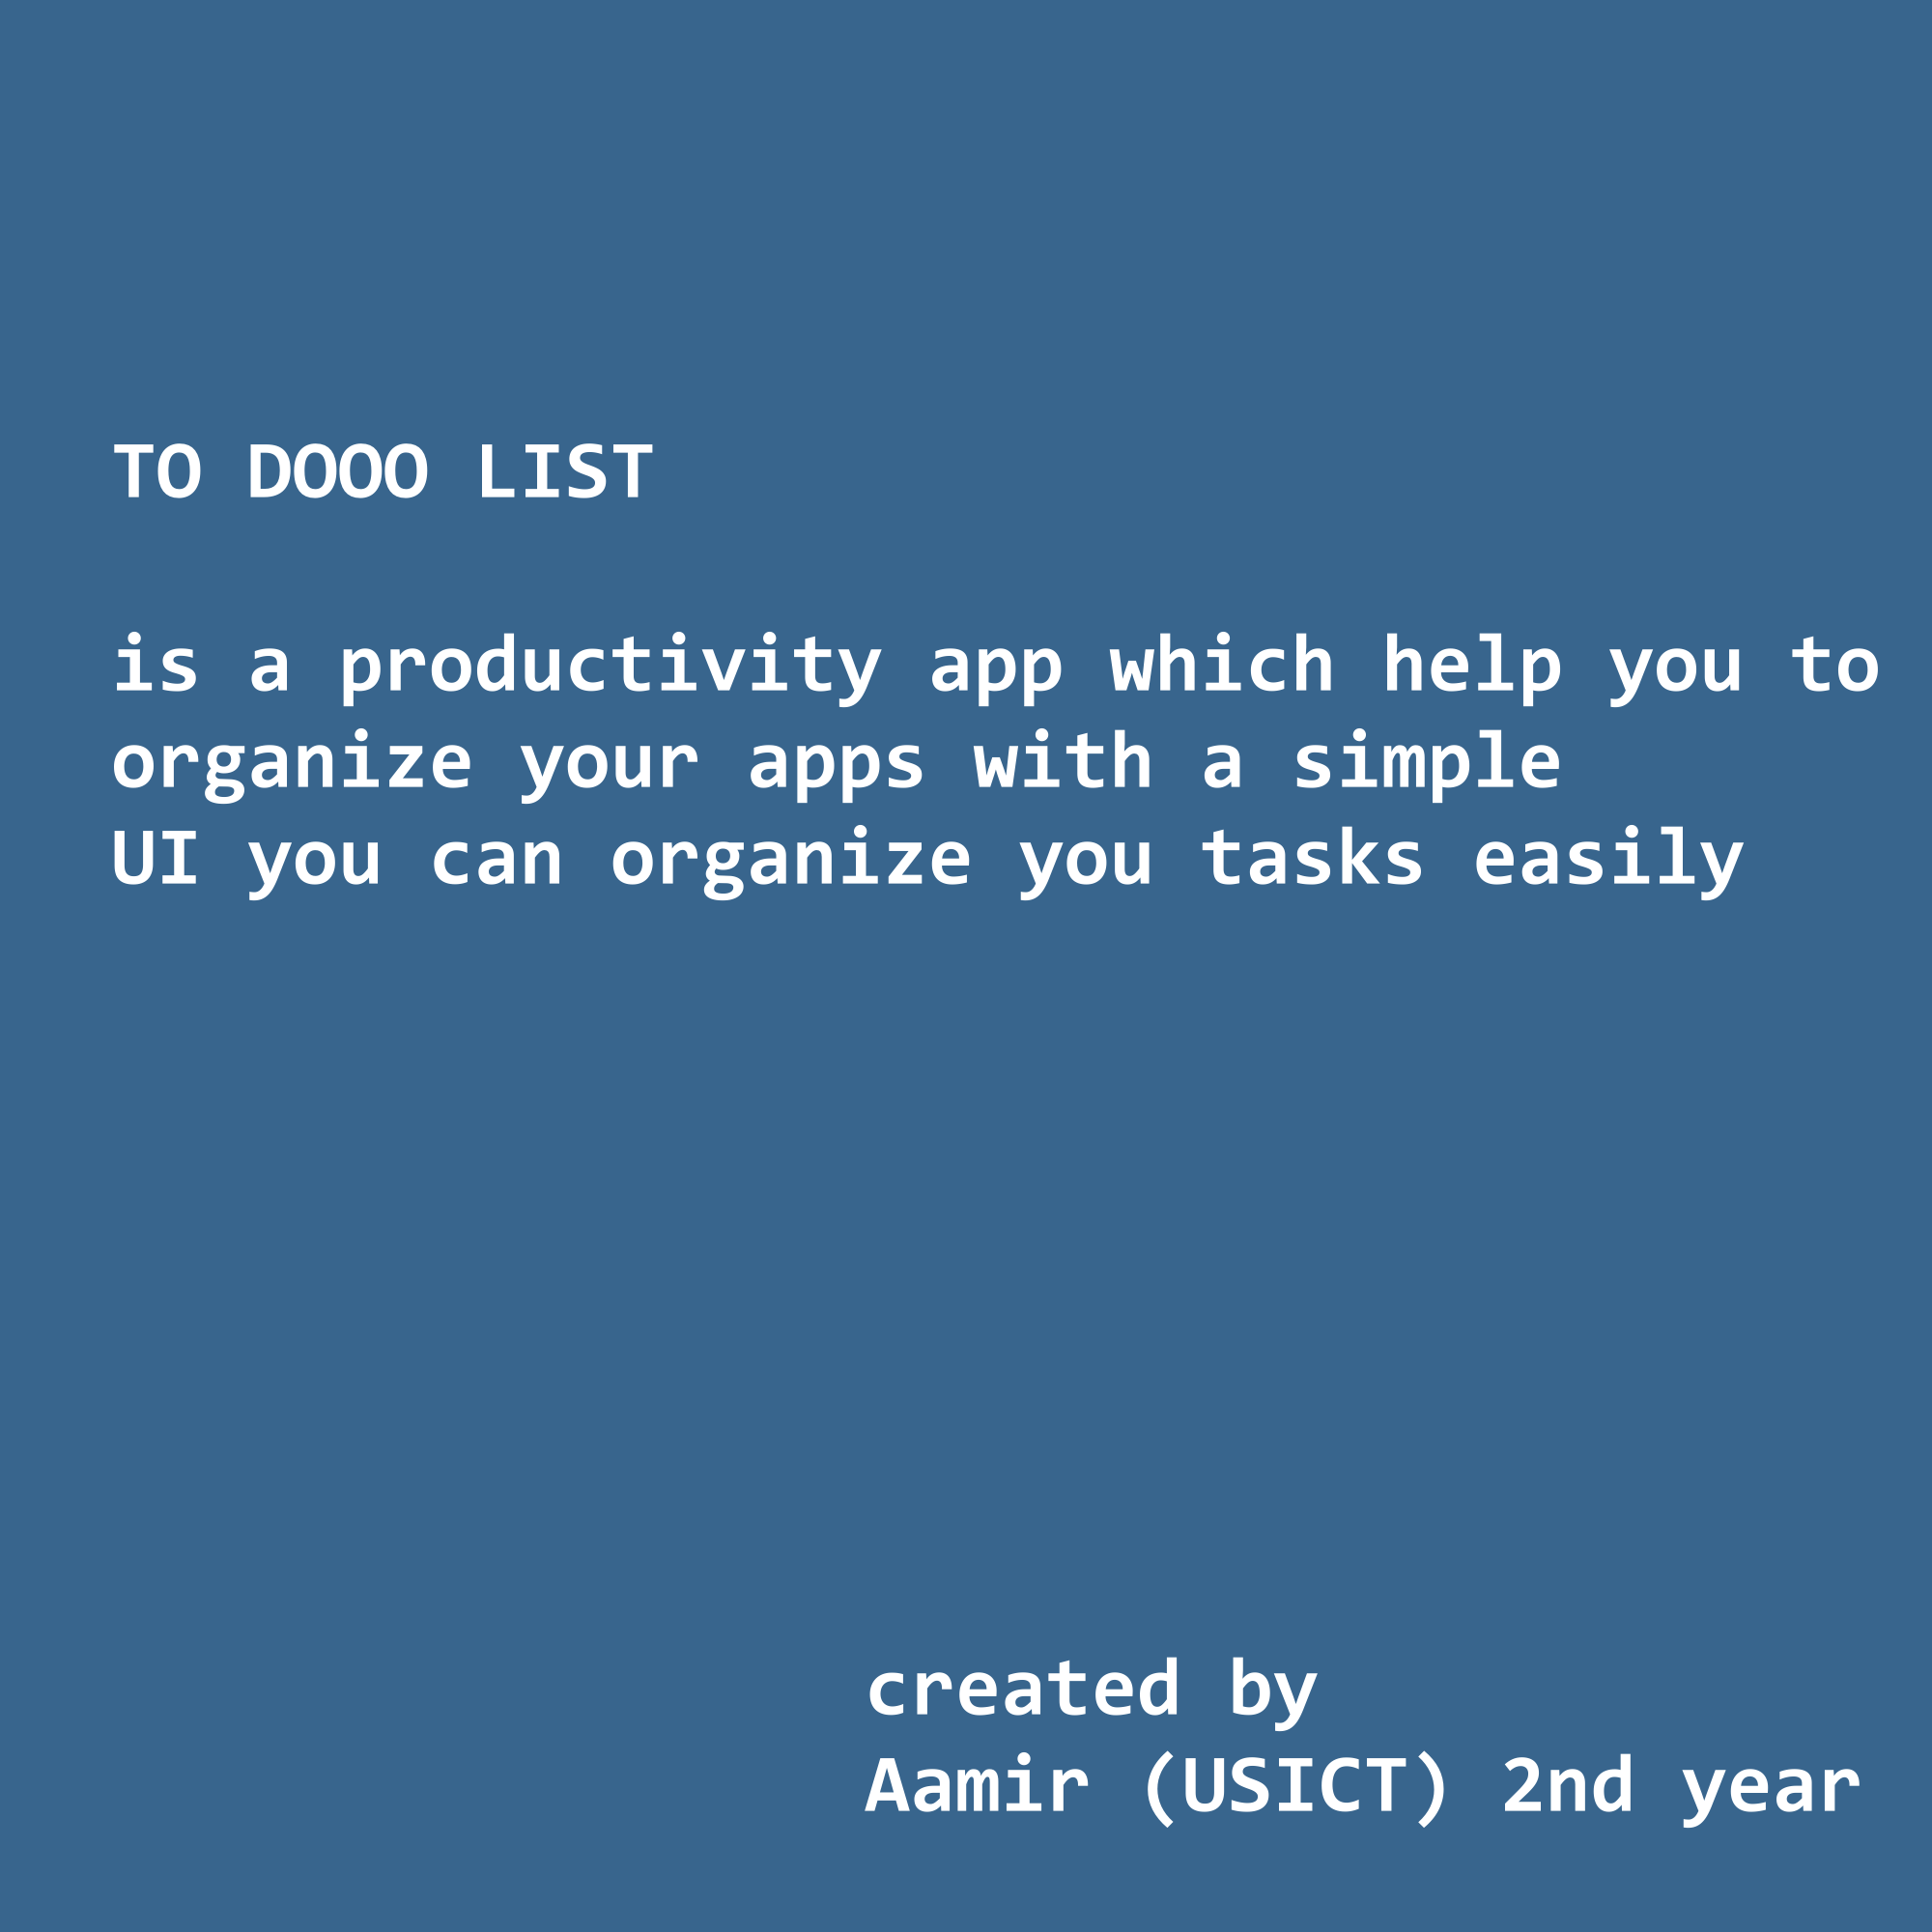 TO DOOO LIST
is a productivity app which help you to
organize your apps with a simple
UI you can organize you tasks easily
created by
Aamir (USICT) 2nd year